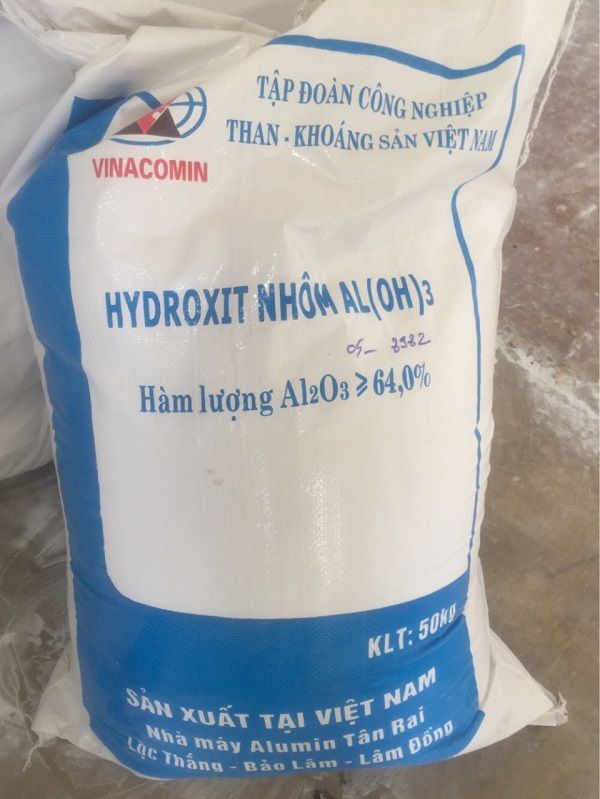 TẬP ĐOÀN CÔNG NGHIỆP
THAN - KHOÁNG SẢN VIỆT NAM
VINACOMIN
HYDROXIT NHÔM AL(OH)3
05_ 8982
Hàm lượng Al2O3 ≥ 64,0%
KLT: 50kg
SẢN XUẤT TẠI VIỆT NAM
Nhà máy Alumin Tân Rai
Lộc Thắng - Bảo Lâm - Lâm Đồng